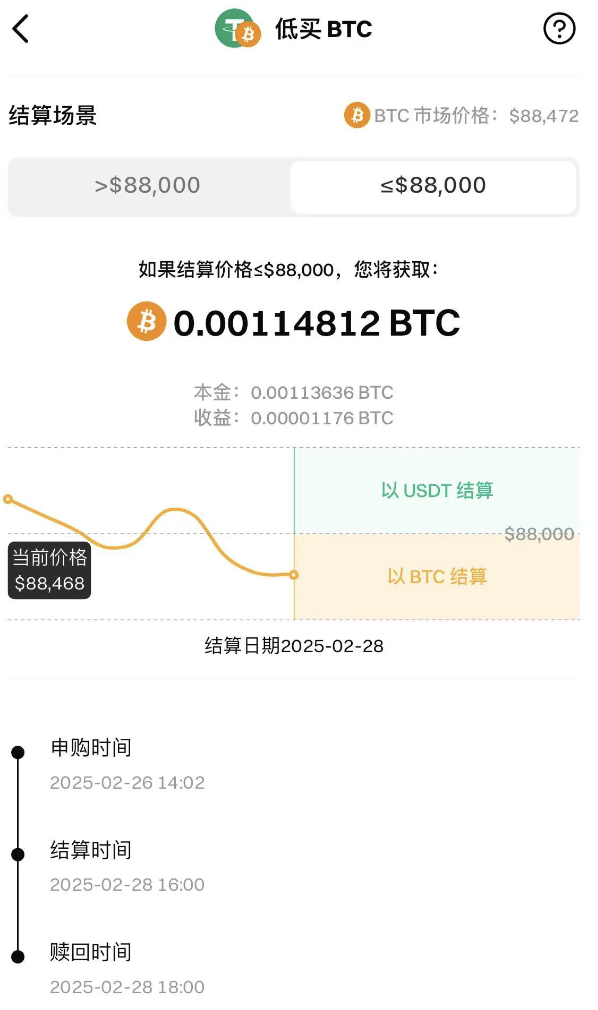 低买 BTC
结算场景
BTC 市场价格：$88,472
>$88,000
≤$88,000
如果结算价格≤$88,000，您将获取：
0.00114812 BTC
本金：0.00113636 BTC
收益：0.00001176 BTC
以 USDT 结算
$88,000
当前价格
$88,468
以 BTC 结算
结算日期2025-02-28
申购时间
2025-02-26 14:02
结算时间
2025-02-28 16:00
赎回时间
2025-02-28 18:00